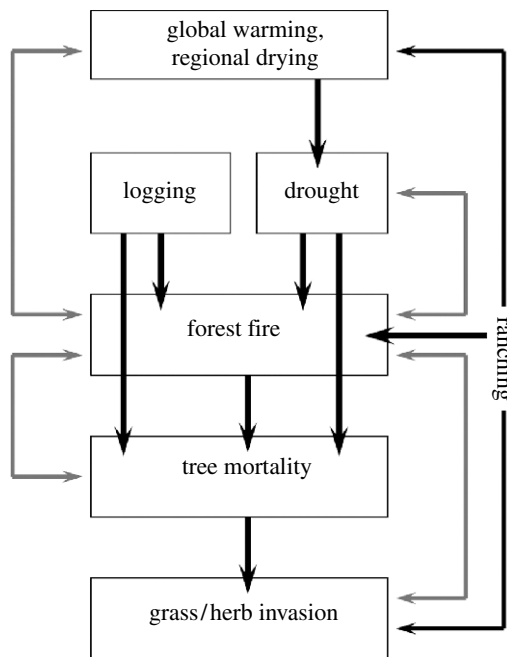 global warming,
regional drying
logging
drought
forest fire
ranching
tree mortality
grass/herb invasion